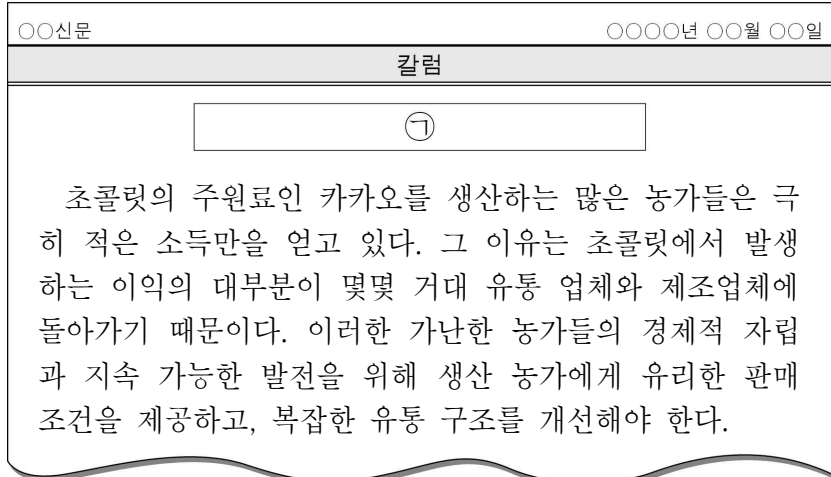 ○○신문 ○○○○년 ○○월 ○○일
칼럼
㉠
초콜릿의 주원료인 카카오를 생산하는 많은 농가들은 극
히 적은 소득만을 얻고 있다. 그 이유는 초콜릿에서 발생
하는 이익의 대부분이 몇몇 거대 유통 업체와 제조업체에
돌아가기 때문이다. 이러한 가난한 농가들의 경제적 자립
과 지속 가능한 발전을 위해 생산 농가에게 유리한 판매
조건을 제공하고, 복잡한 유통 구조를 개선해야 한다.